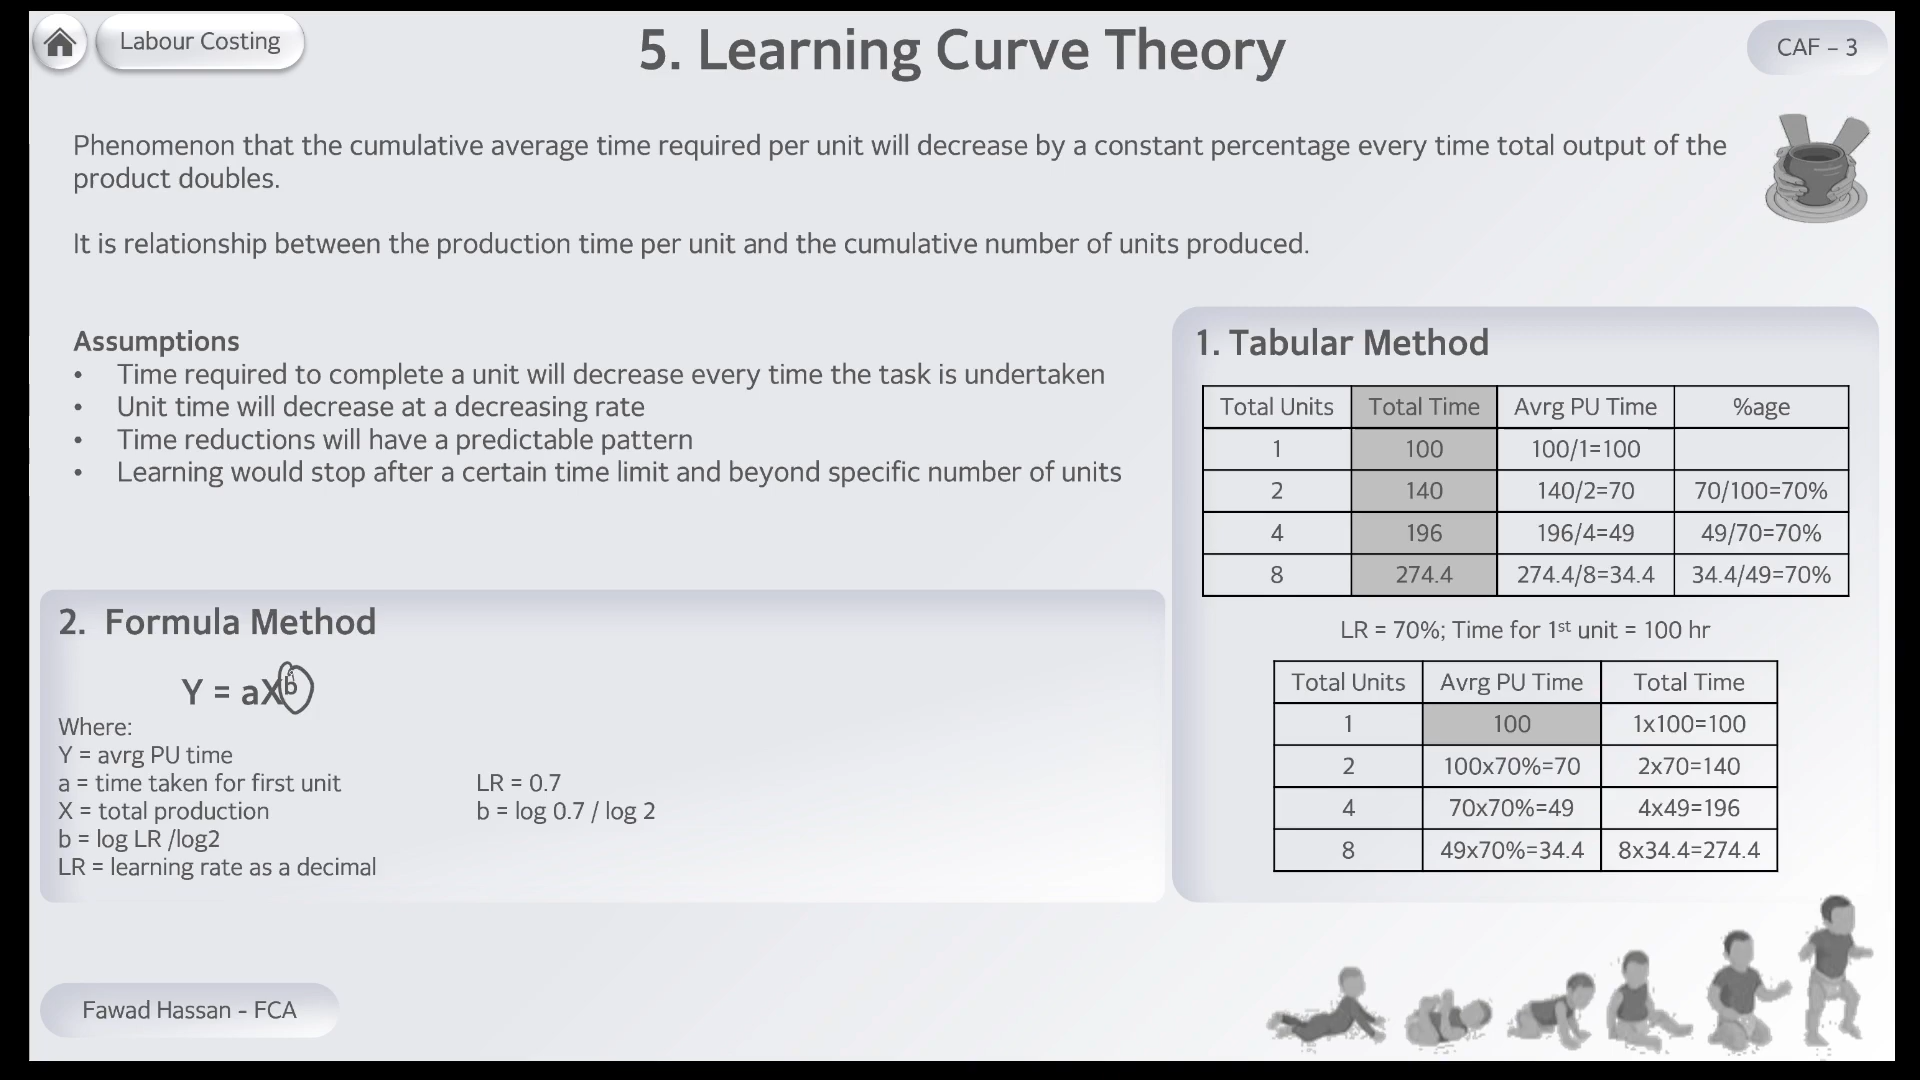 Labour Costing
5. Learning Curve Theory
CAF – 3
Phenomenon that the cumulative average time required per unit will decrease by a constant percentage every time total output of the
product doubles.
It is relationship between the production time per unit and the cumulative number of units produced.
Assumptions
• Time required to complete a unit will decrease every time the task is undertaken
• Unit time will decrease at a decreasing rate
• Time reductions will have a predictable pattern
• Learning would stop after a certain time limit and beyond specific number of units
1. Tabular Method
Total Units Total Time Avrg PU Time %age
1 100 100/1=100
2 140 140/2=70 70/100=70%
4 196 196/4=49 49/70=70%
8 274.4 274.4/8=34.4 34.4/49=70%
LR = 70%; Time for 1st unit = 100 hr
Total Units Avrg PU Time Total Time
1 100 1x100=100
2 100x70%=70 2x70=140
4 70x70%=49 4x49=196
8 49x70%=34.4 8x34.4=274.4
2. Formula Method
Y = aXb
Where:
Y = avrg PU time
a = time taken for first unit
X = total production
b = log LR /log2
LR = learning rate as a decimal
LR = 0.7
b = log 0.7 / log 2
Fawad Hassan - FCA